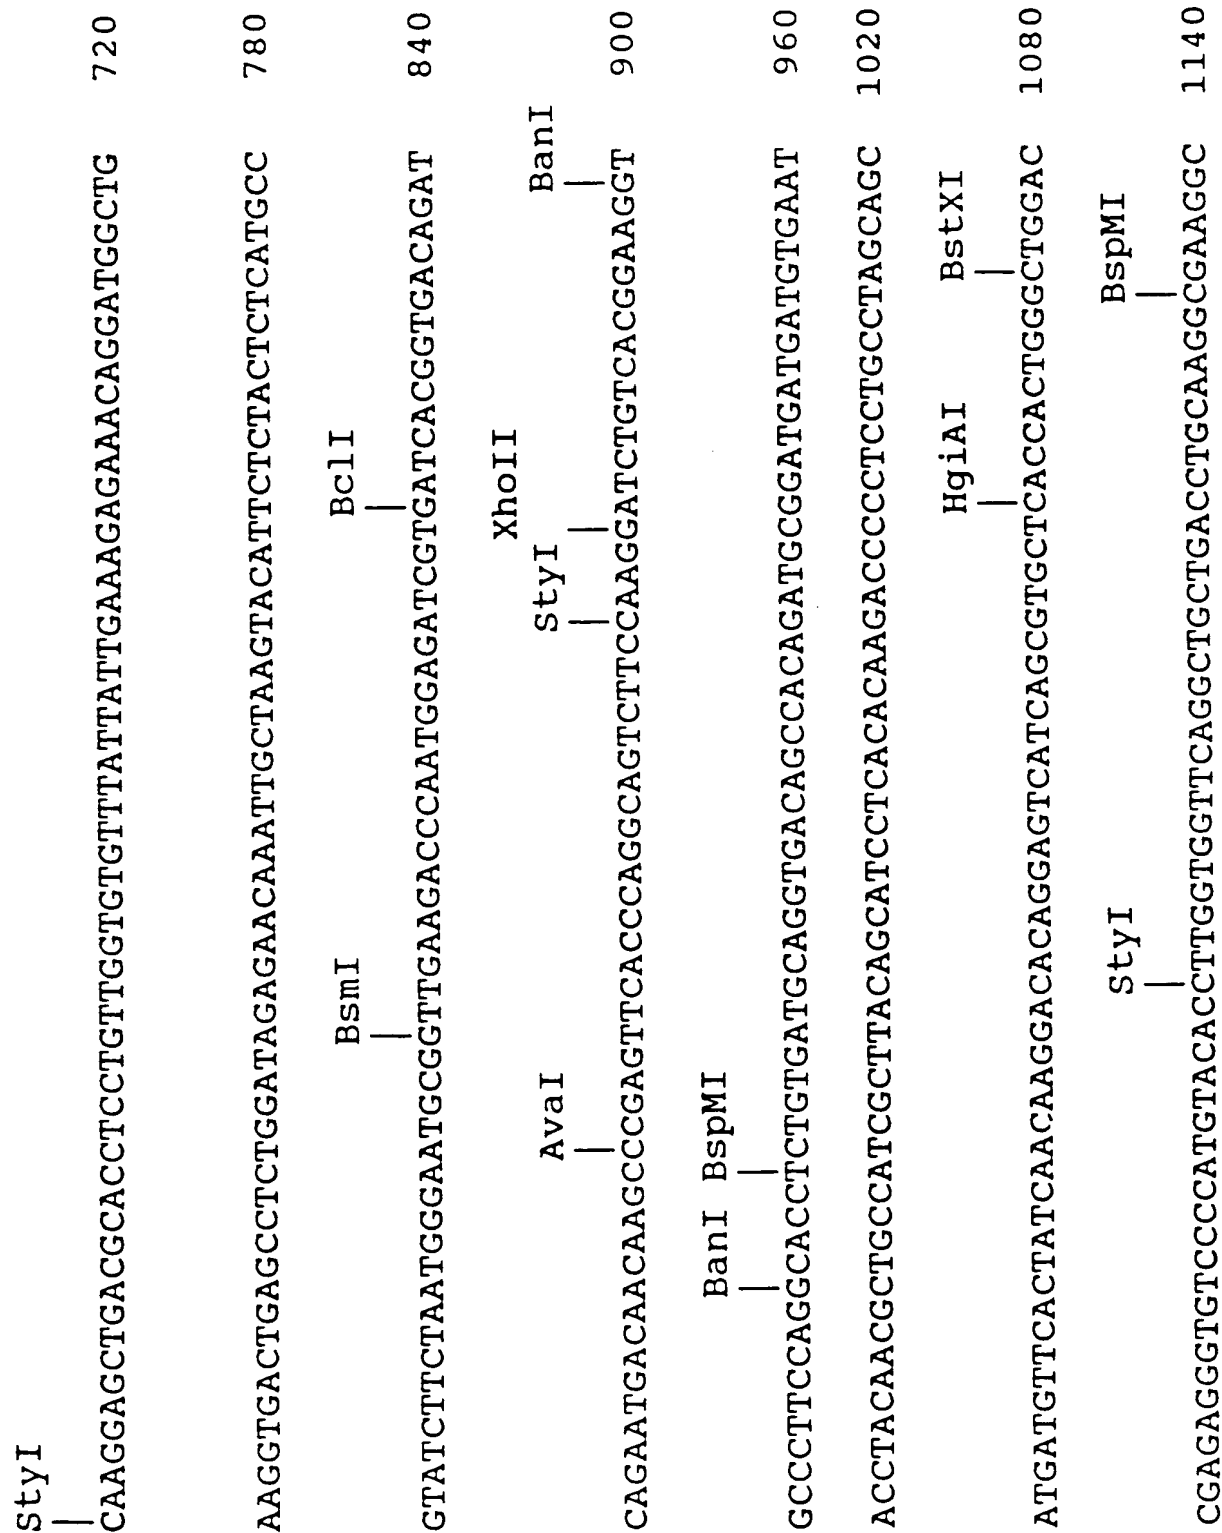 StyI
CAAGGAGCTGACGCACCTCCTGTTGGTGTGTTTATTATTGAAAGAGAAACAGGATGGCTG 720
AAGGTGACTGAGCCTCTGGATAGAGAACAAATTGCTAAGTACATTCTCTACTCTCATGCC 780
BsmI BclI
GTATCTTCTAATGGGAATGCGGTTGAAGACCCAATGGAGATCGTGATCACGGTGACAGAT 840
XhoII
AvaI StyI BanI
CAGAATGACAACAAGCCCGAGTTCACCCAGGCAGTCTTCCAAGGATCTGTCACGGAAGGT 900
BanI BspMI
GCCCTTCCAGGCACCTCTGTGATGCAGGTGACAGCCACAGATGCGGATGATGATGTGAAT 960
ACCTACAACGCTGCCATCGCTTACAGCATCCTCACACAAGACCCCCTCCTGCCTAGCAGC 1020
HgiAI BstXI
ATGATGTTCACTATCAACAAGGACACAGGAGTCATCAGCGTGCTCACCACTGGGCTGGAC 1080
StyI BspMI
CGAGAGGGTGTCCCCATGTACACCTTGGTGGTTCAGGCTGCTGACCTGCAAGGCGAAGGC 1140